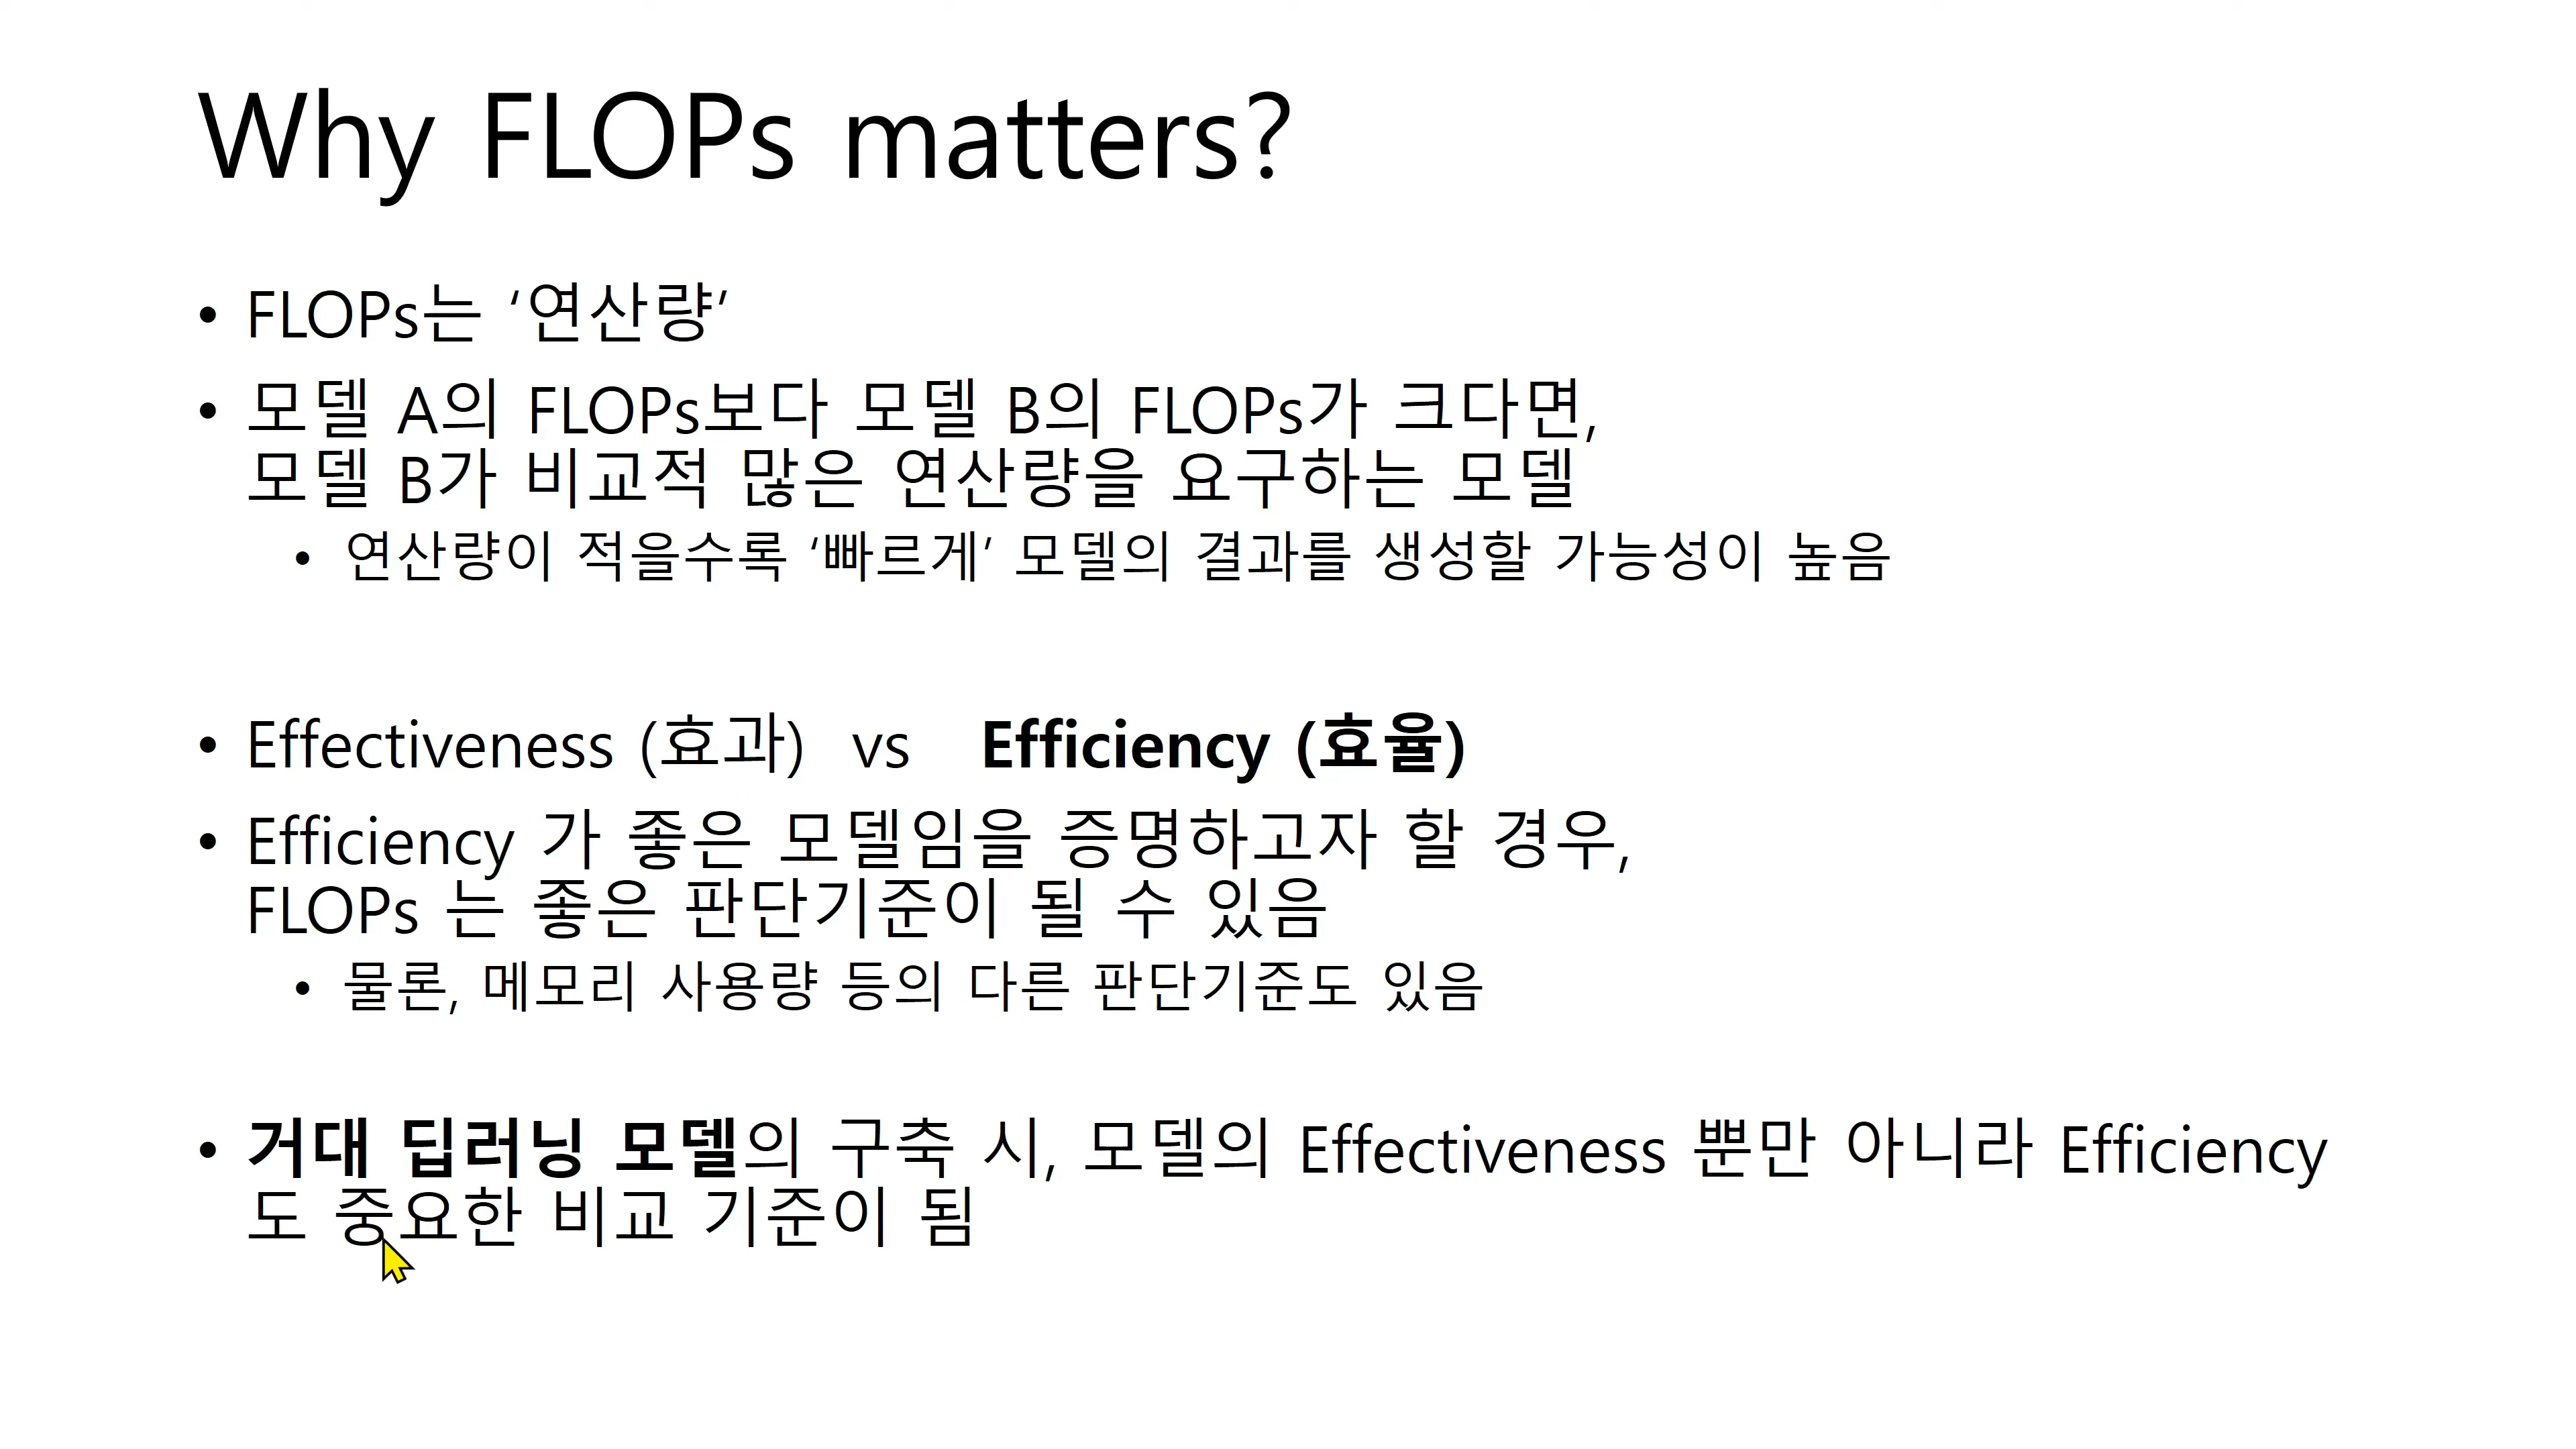 Why FLOPs matters?
• FLOPs는 ‘연산량’
• 모델 A의 FLOPs보다 모델 B의 FLOPs가 크다면,
모델 B가 비교적 많은 연산량을 요구하는 모델
• 연산량이 적을수록 ‘빠르게’ 모델의 결과를 생성할 가능성이 높음
• Effectiveness (효과) vs Efficiency (효율)
• Efficiency 가 좋은 모델임을 증명하고자 할 경우,
FLOPs 는 좋은 판단기준이 될 수 있음
• 물론, 메모리 사용량 등의 다른 판단기준도 있음
• 거대 딥러닝 모델의 구축 시, 모델의 Effectiveness 뿐만 아니라 Efficiency
도 중요한 비교 기준이 됨